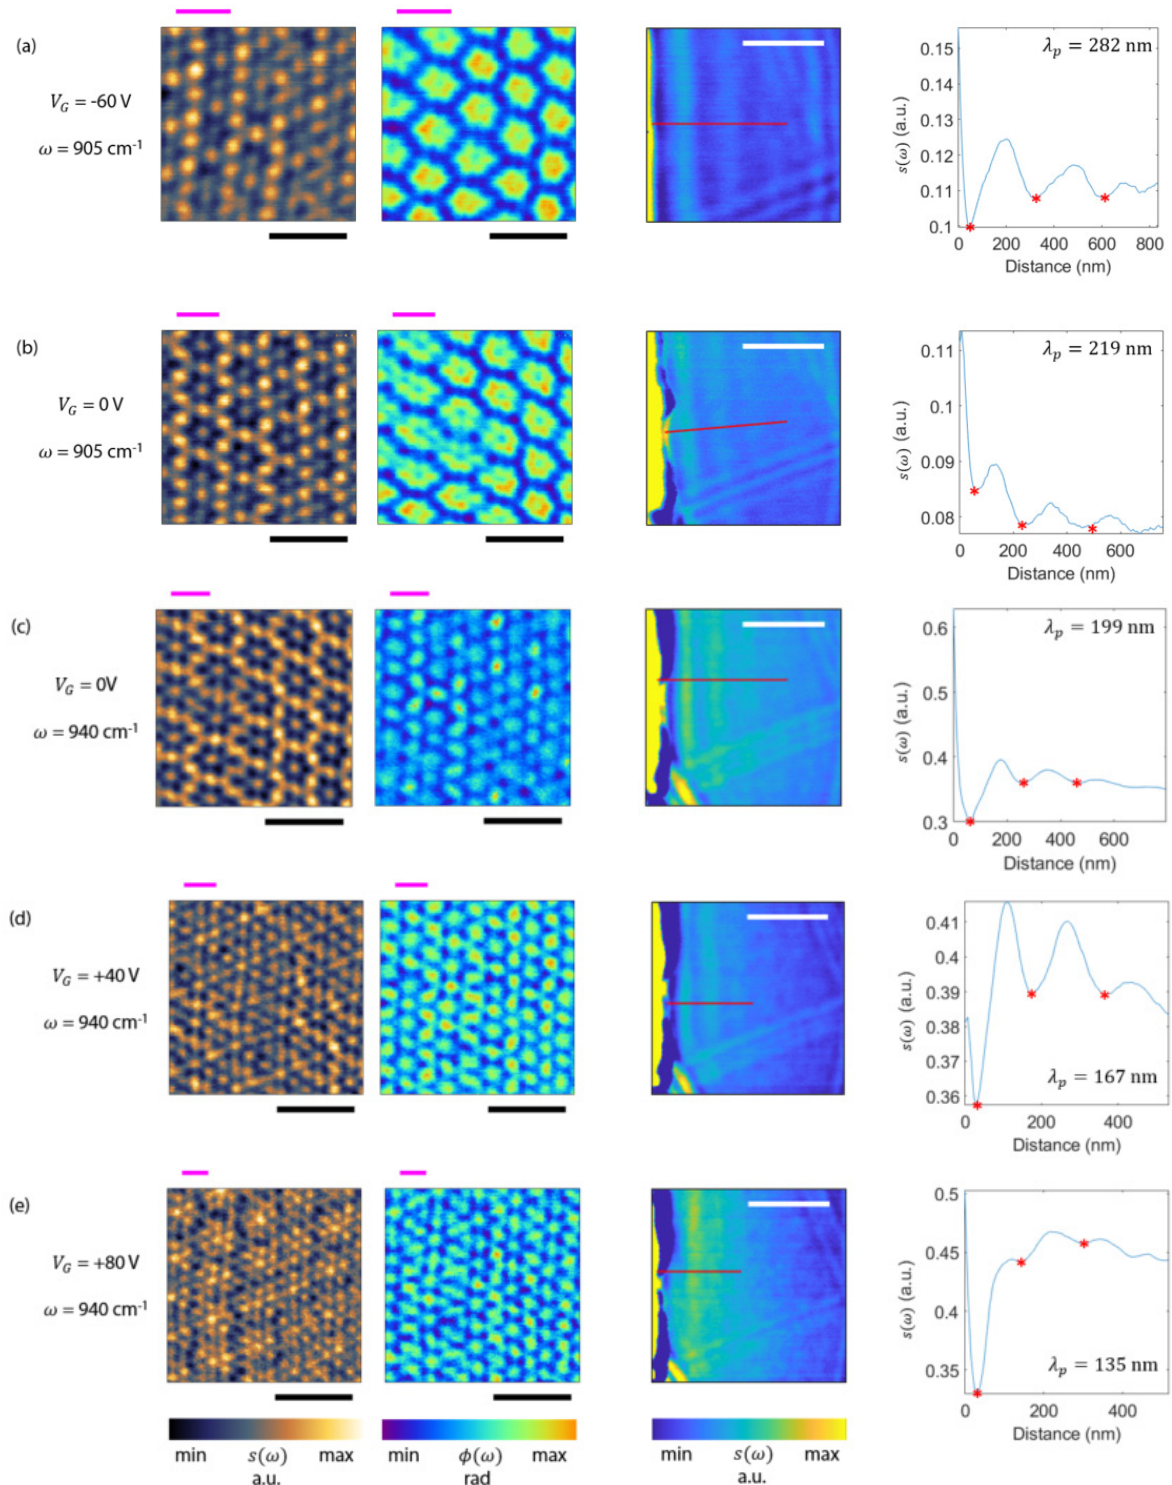 (a)
V_G = -60 V
ω = 905 cm⁻¹
λ_p = 282 nm
s(ω) (a.u.)
0.15
0.14
0.13
0.12
0.11
0.1
0 200 400 600 800
Distance (nm)
(b)
V_G = 0 V
ω = 905 cm⁻¹
λ_p = 219 nm
s(ω) (a.u.)
0.11
0.1
0.09
0.08
0 200 400 600
Distance (nm)
(c)
V_G = 0V
ω = 940 cm⁻¹
λ_p = 199 nm
s(ω) (a.u.)
0.6
0.5
0.4
0.3
0 200 400 600
Distance (nm)
(d)
V_G = +40 V
ω = 940 cm⁻¹
s(ω) (a.u.)
0.41
0.4
0.39
0.38
0.37
0.36
λ_p = 167 nm
0 200 400
Distance (nm)
(e)
V_G = +80 V
ω = 940 cm⁻¹
s(ω) (a.u.)
0.5
0.45
0.4
0.35
λ_p = 135 nm
0 200 400
Distance (nm)
min s(ω) max
a.u.
min ϕ(ω) max
rad
min s(ω) max
a.u.